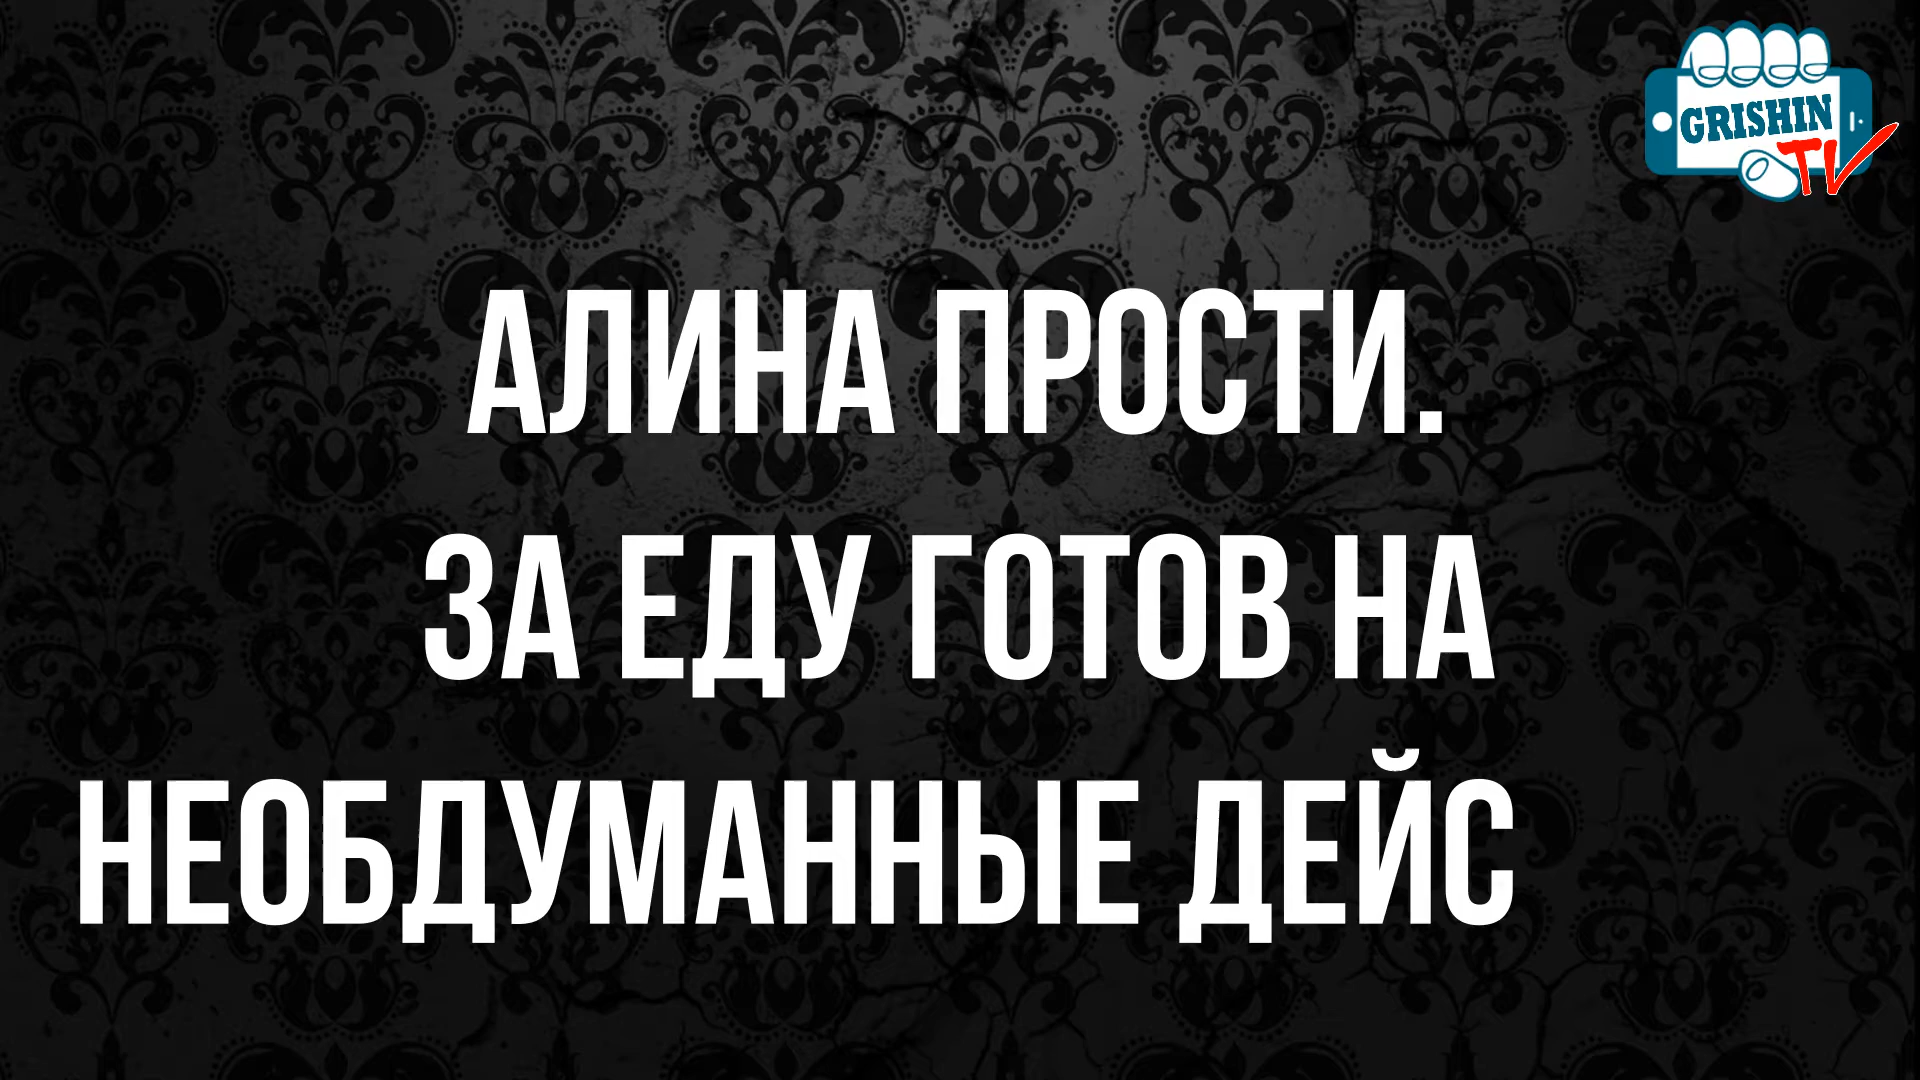 GRISHIN
TV
АЛИНА ПРОСТИ.
ЗА ЕДУ ГОТОВ НА
НЕОБДУМАННЫЕ ДЕЙС